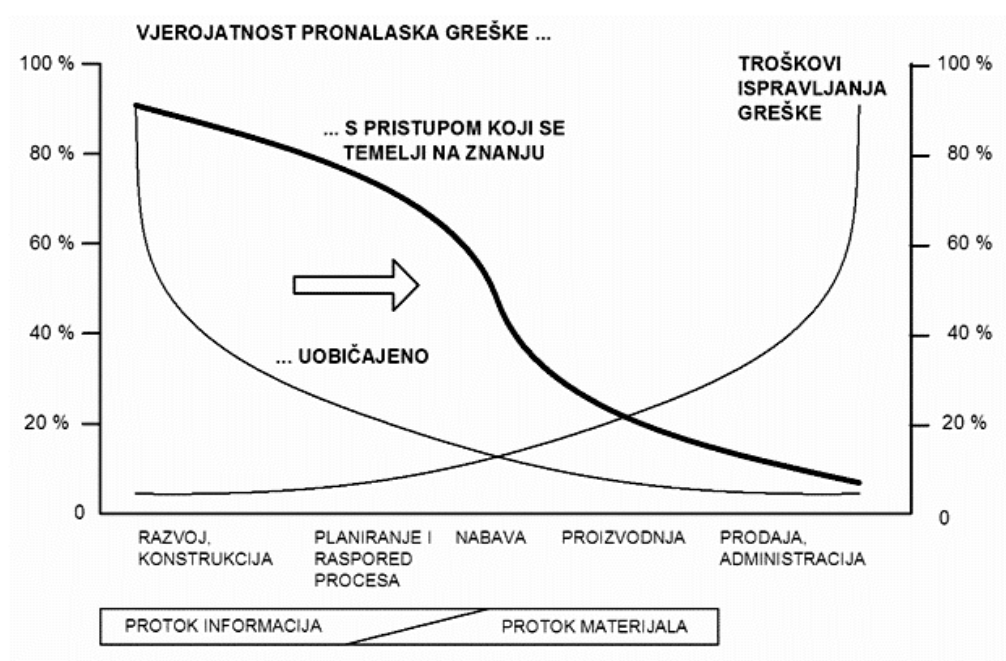 VJEROJATNOST PRONALASKA GREŠKE ...
100 %
80 %
60 %
40 %
20 %
0
... S PRISTUPOM KOJI SE
TEMELJI NA ZNANJU
... UOBIČAJENO
TROŠKOVI
ISPRAVLJANJA
GREŠKE
100 %
80 %
60 %
40 %
20 %
0
RAZVOJ,
KONSTRUKCIJA
PLANIRANJE I
RASPORED
PROCESA
NABAVA
PROIZVODNJA
PRODAJA,
ADMINISTRACIJA
PROTOK INFORMACIJA
PROTOK MATERIJALA